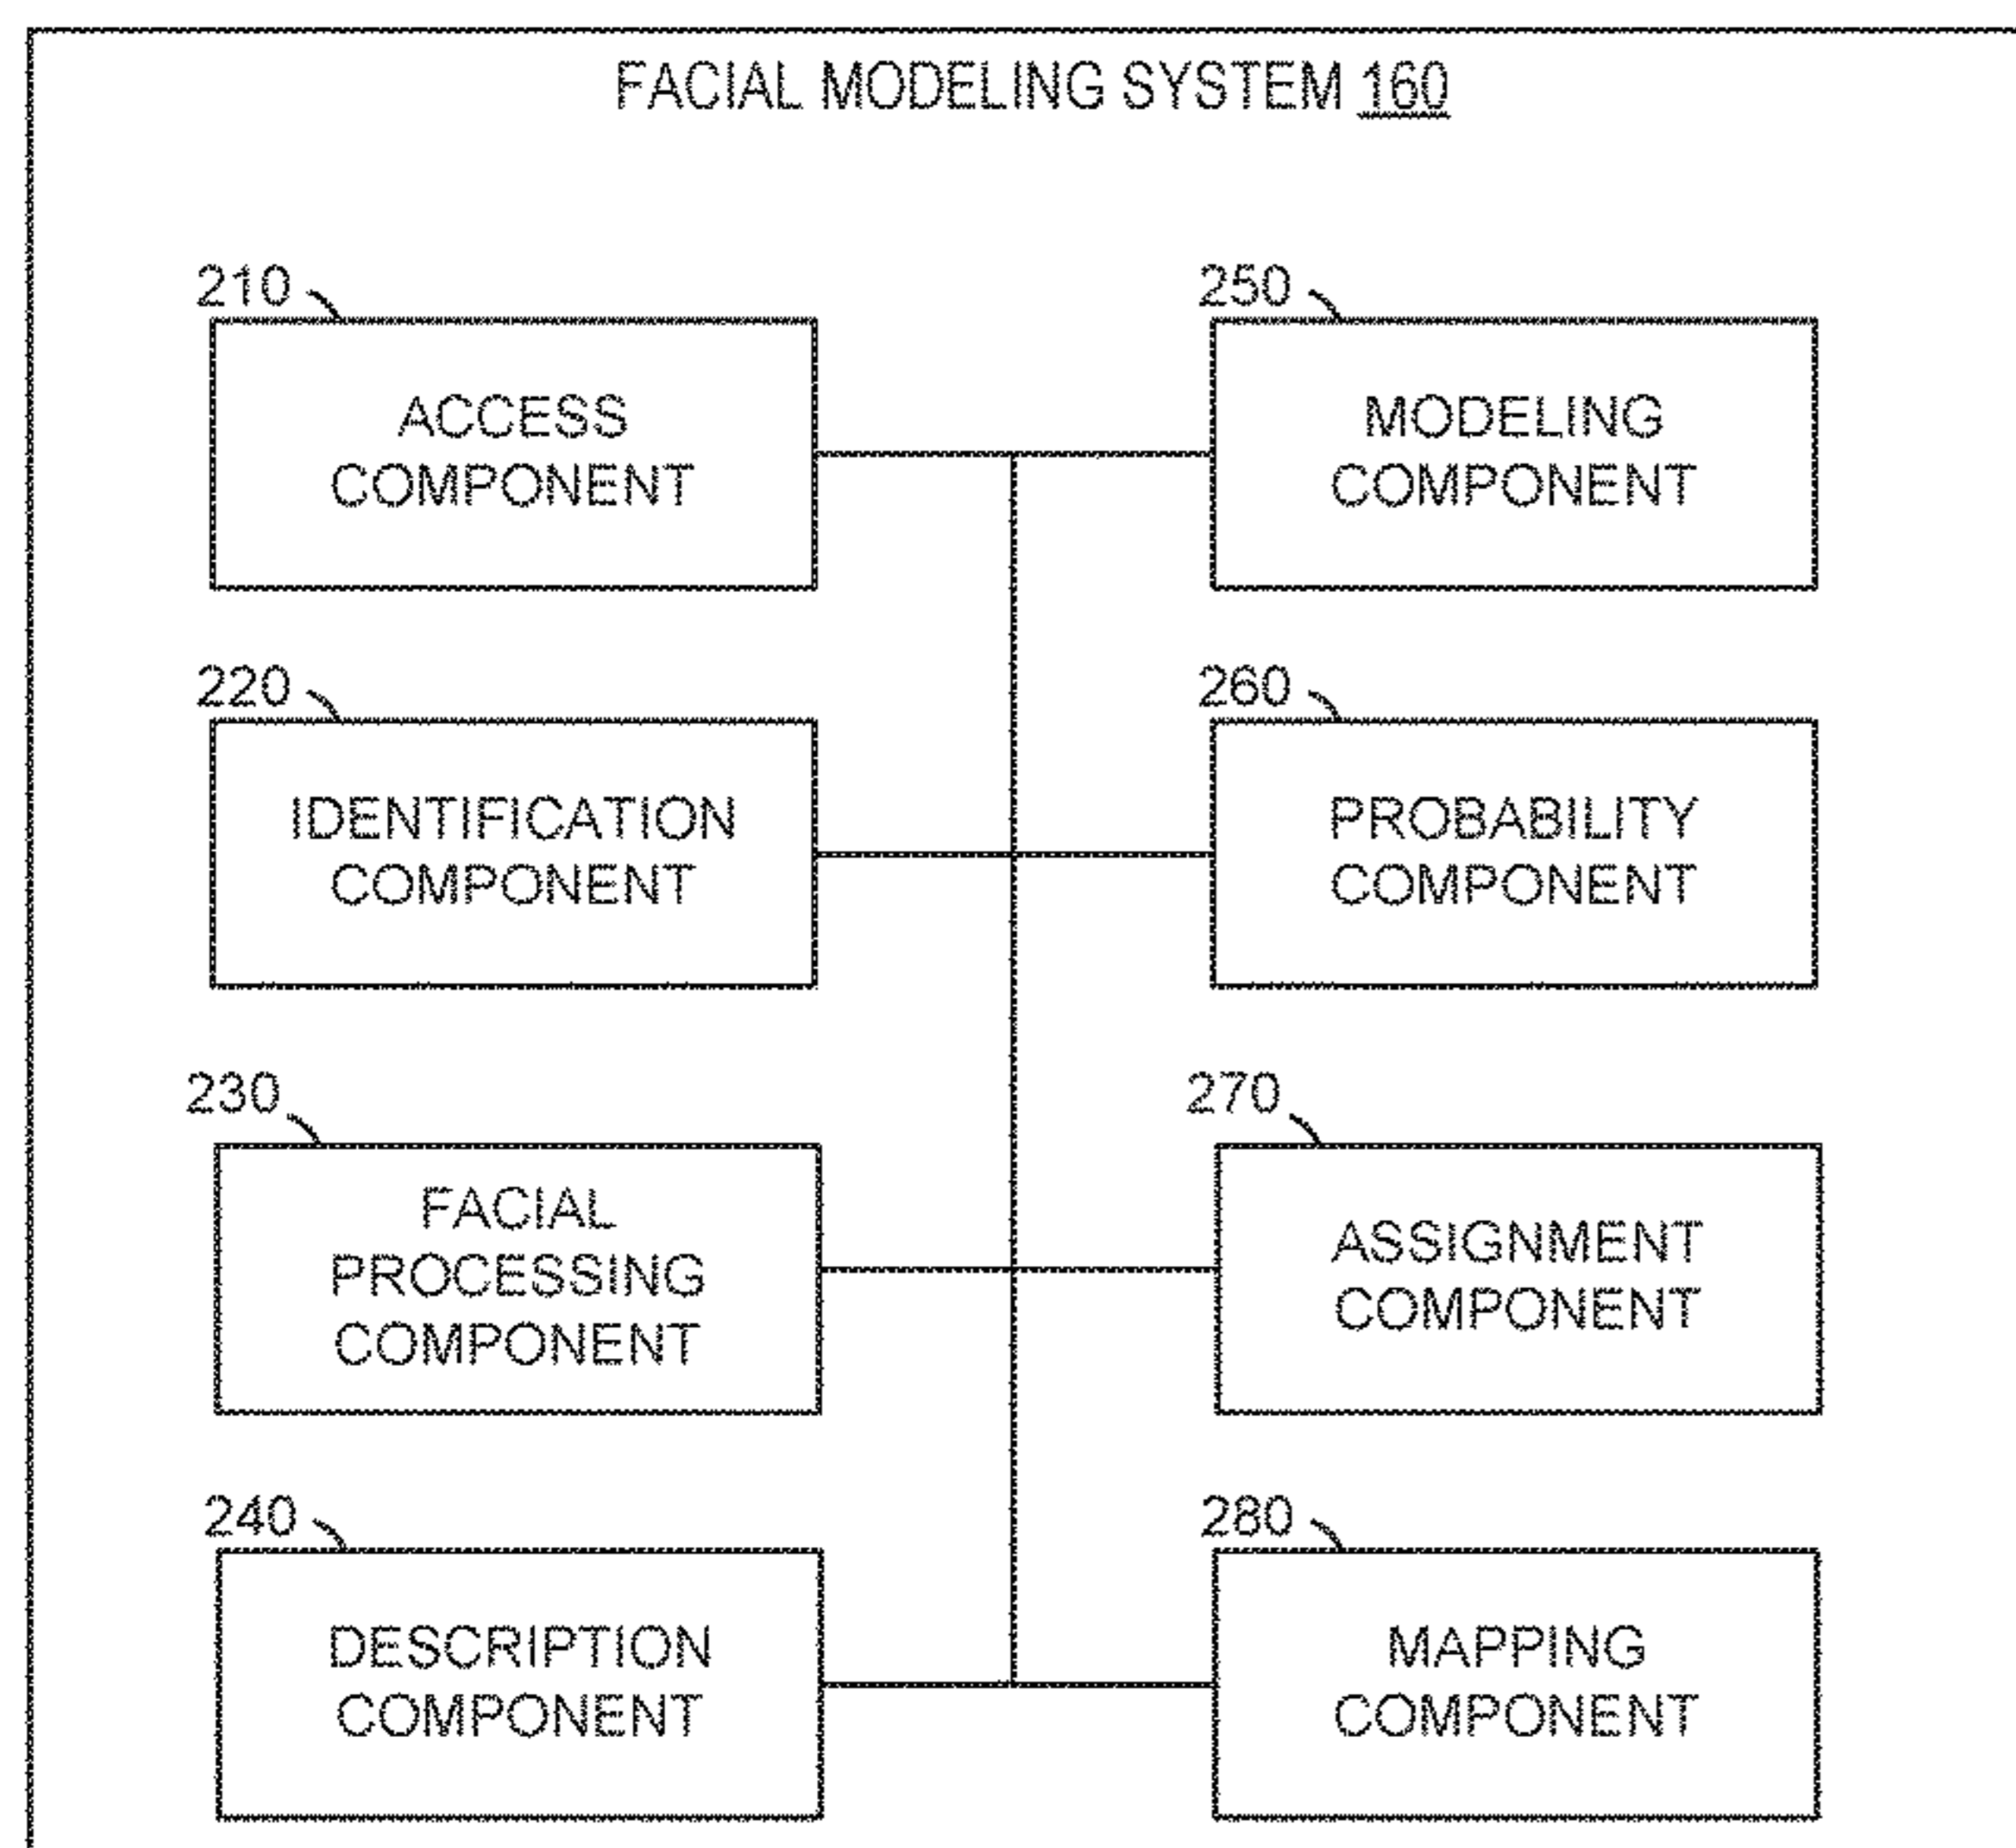 FACIAL MODELING SYSTEM 160
210
ACCESS
COMPONENT
250
MODELING
COMPONENT
220
IDENTIFICATION
COMPONENT
260
PROBABILITY
COMPONENT
230
FACIAL
PROCESSING
COMPONENT
270
ASSIGNMENT
COMPONENT
240
DESCRIPTION
COMPONENT
280
MAPPING
COMPONENT